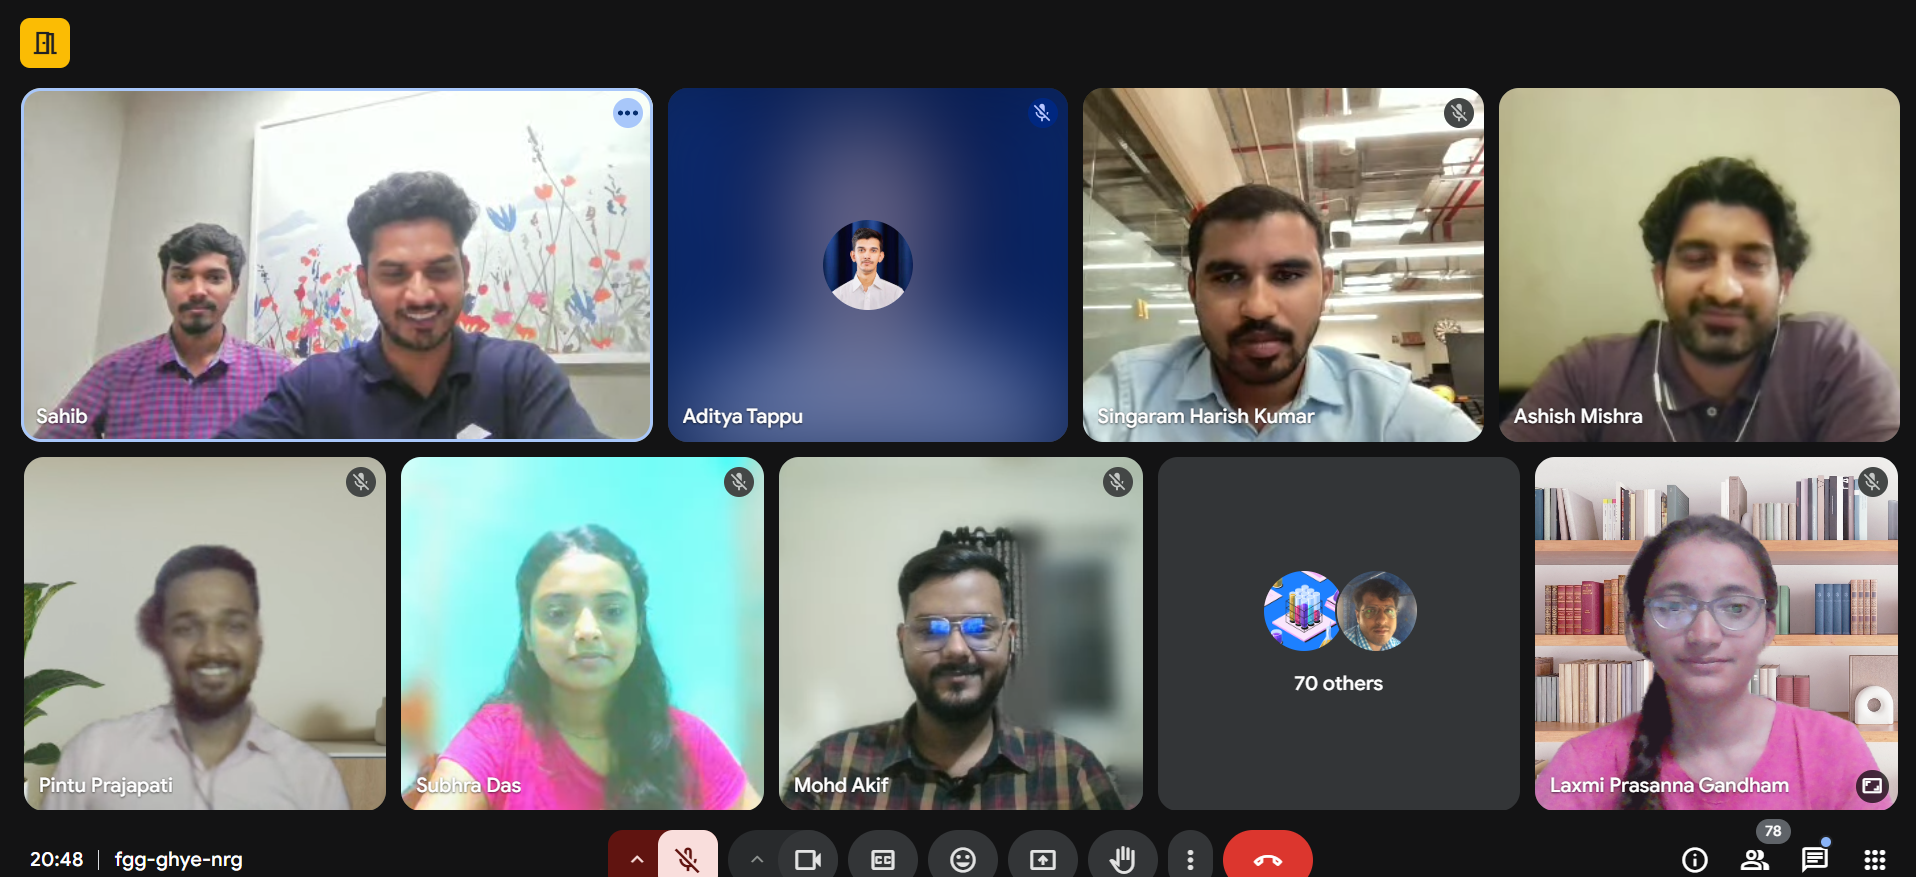 Sahib
Aditya Tappu
Singaram Harish Kumar
Ashish Mishra
Pintu Prajapati
Subhra Das
Mohd Akif
70 others
Laxmi Prasanna Gandham
78
20:48 | fgg-ghye-nrg
CC